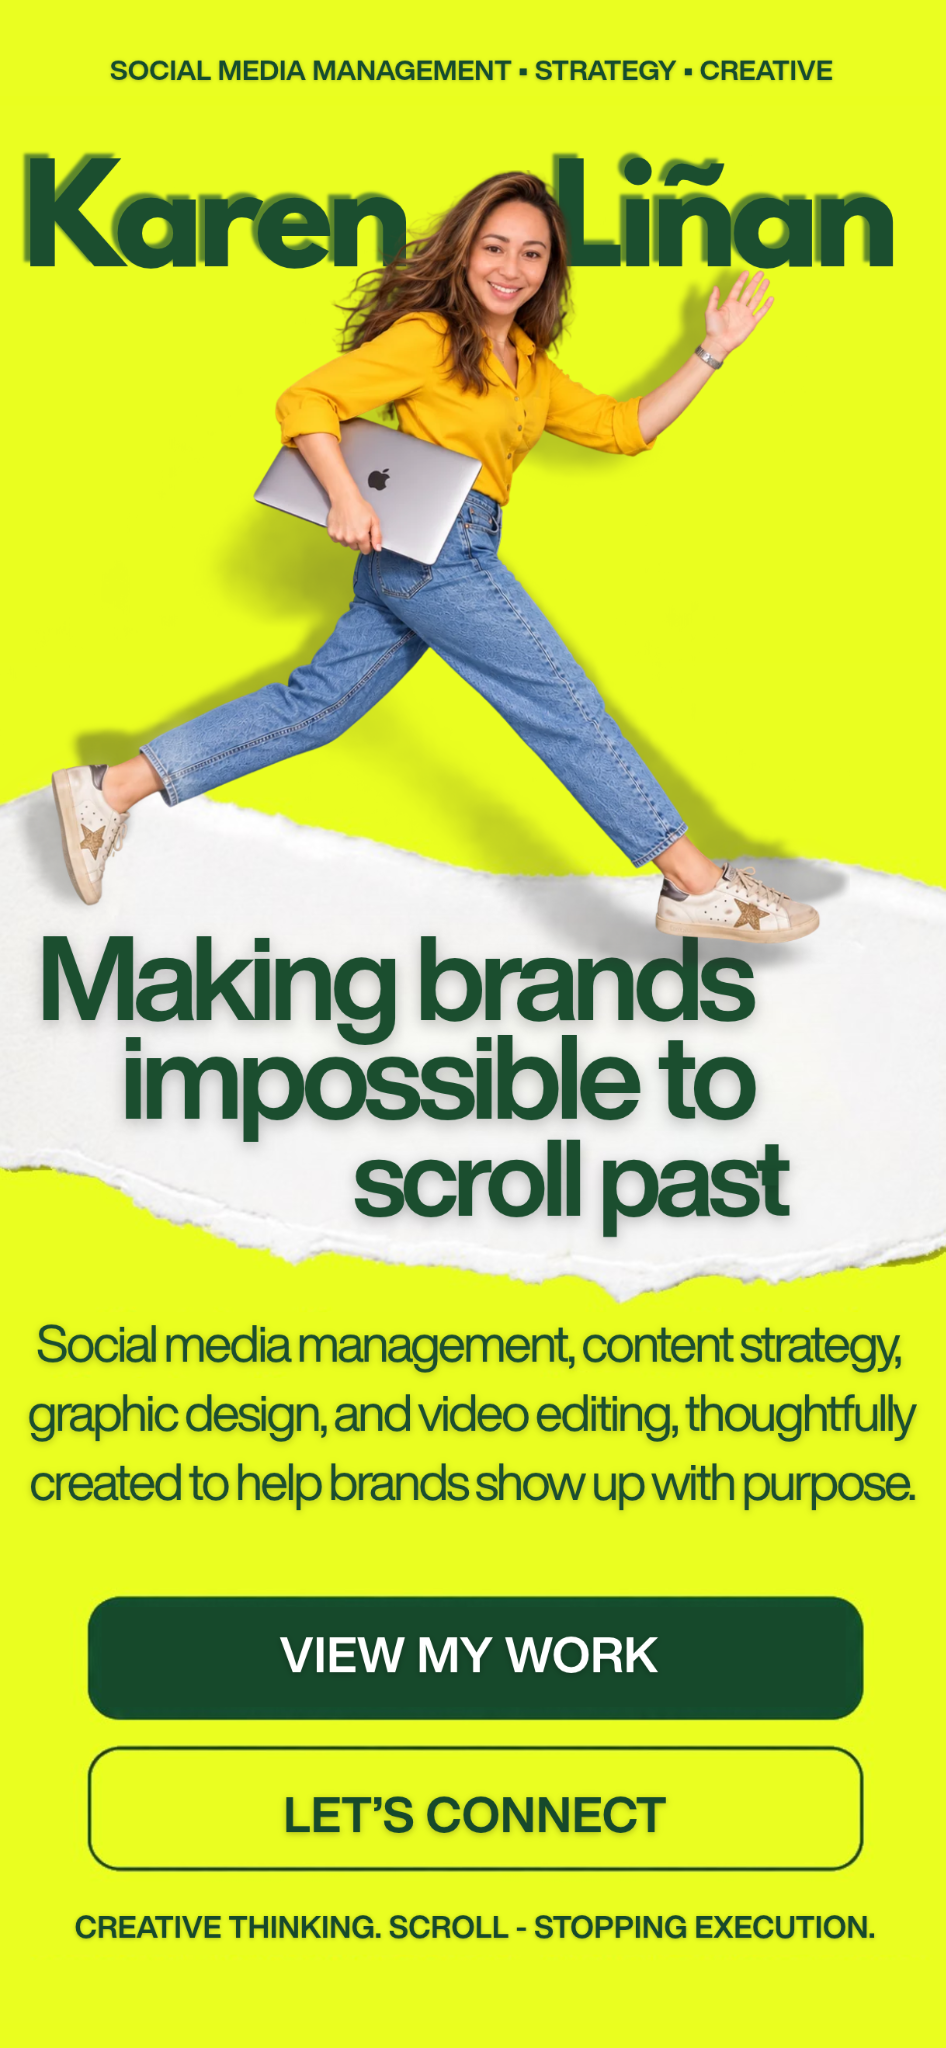 SOCIAL MEDIA MANAGEMENT ▪ STRATEGY ▪ CREATIVE
Karen Liñan
Making brands
impossible to
scroll past
Social media management, content strategy,
graphic design, and video editing, thoughtfully
created to help brands show up with purpose.
VIEW MY WORK
LET’S CONNECT
CREATIVE THINKING. SCROLL - STOPPING EXECUTION.